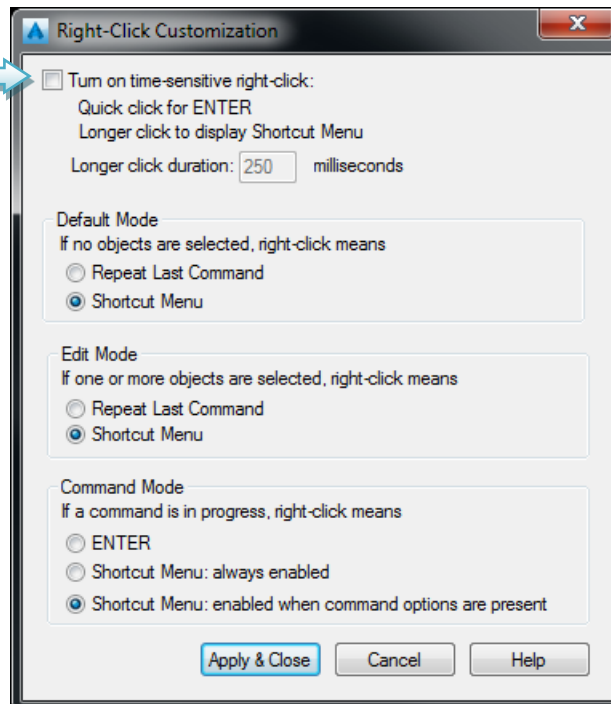 Right-Click Customization
Turn on time-sensitive right-click:
Quick click for ENTER
Longer click to display Shortcut Menu
Longer click duration: 250 milliseconds
Default Mode
If no objects are selected, right-click means
Repeat Last Command
Shortcut Menu
Edit Mode
If one or more objects are selected, right-click means
Repeat Last Command
Shortcut Menu
Command Mode
If a command is in progress, right-click means
ENTER
Shortcut Menu: always enabled
Shortcut Menu: enabled when command options are present
Apply & Close Cancel Help